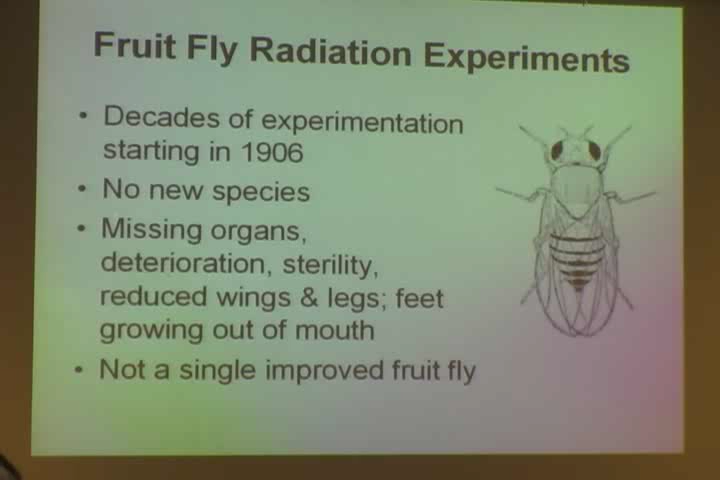 Fruit Fly Radiation Experiments
• Decades of experimentation
starting in 1906
• No new species
• Missing organs,
deterioration, sterility,
reduced wings & legs; feet
growing out of mouth
• Not a single improved fruit fly